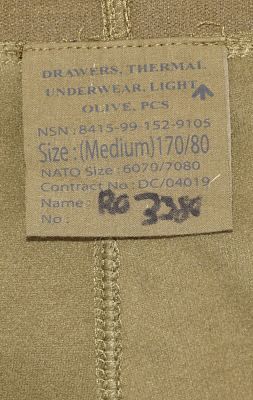 DRAWERS, THERMAL
UNDERWEAR, LIGHT
OLIVE, PCS
NSN : 8415-99-152-9105
Size : (Medium)170/80
NATO Size : 6070/7080
Contract No : DC/04019
Name : RO 3380
No :